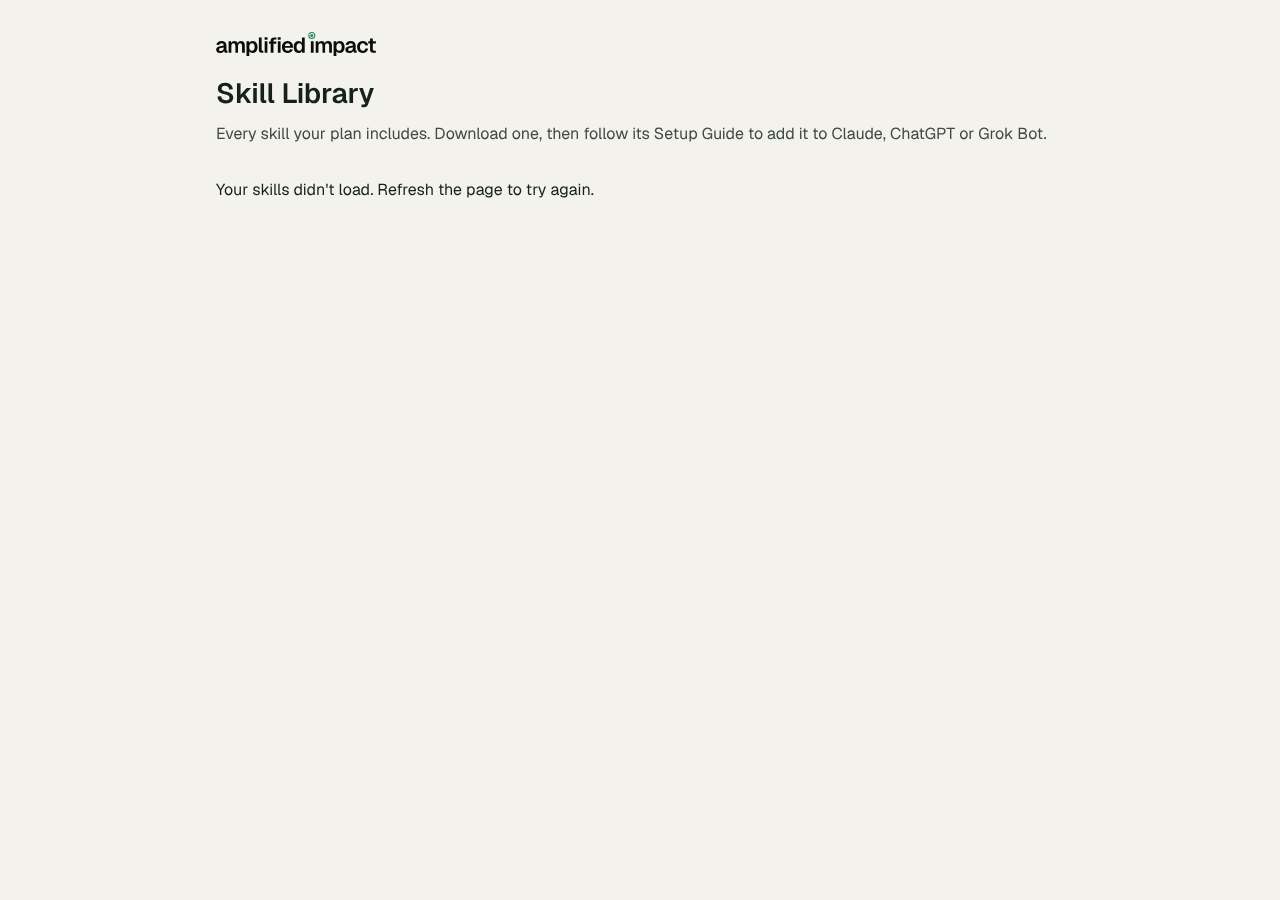 amplified impact
Skill Library
Every skill your plan includes. Download one, then follow its Setup Guide to add it to Claude, ChatGPT or Grok Bot.
Your skills didn't load. Refresh the page to try again.